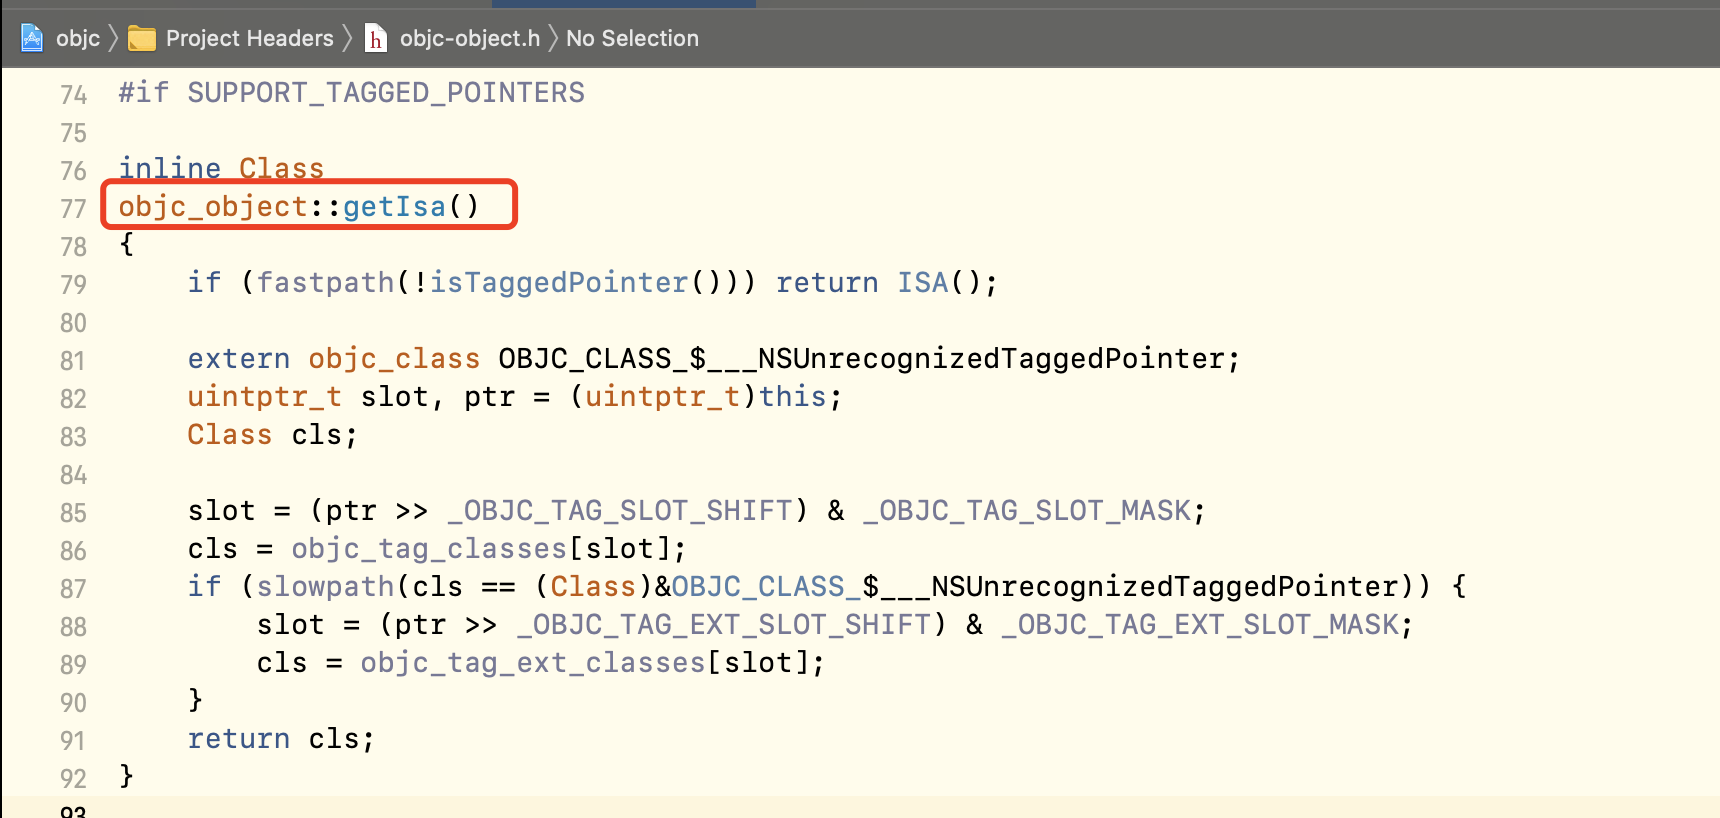 objc 〉 Project Headers 〉 h objc-object.h 〉 No Selection
74 #if SUPPORT_TAGGED_POINTERS
75
76 inline Class
77 objc_object::getIsa()
78 {
79     if (fastpath(!isTaggedPointer())) return ISA();
80
81     extern objc_class OBJC_CLASS_$___NSUnrecognizedTaggedPointer;
82     uintptr_t slot, ptr = (uintptr_t)this;
83     Class cls;
84
85     slot = (ptr >> _OBJC_TAG_SLOT_SHIFT) & _OBJC_TAG_SLOT_MASK;
86     cls = objc_tag_classes[slot];
87     if (slowpath(cls == (Class)&OBJC_CLASS_$___NSUnrecognizedTaggedPointer)) {
88         slot = (ptr >> _OBJC_TAG_EXT_SLOT_SHIFT) & _OBJC_TAG_EXT_SLOT_MASK;
89         cls = objc_tag_ext_classes[slot];
90     }
91     return cls;
92 }
93